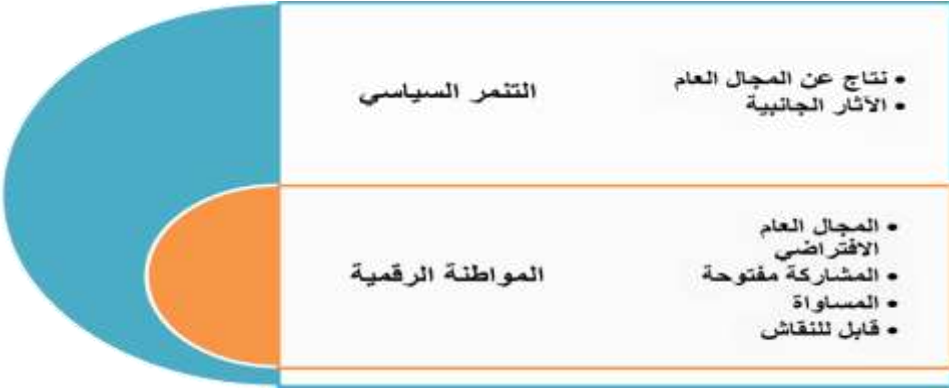 التنمر السياسي
• نتاج عن المجال العام
• الآثار الجانبية
المواطنة الرقمية
• المجال العام
الافتراضي
• المشاركة مفتوحة
• المساواة
• قابل للنقاش